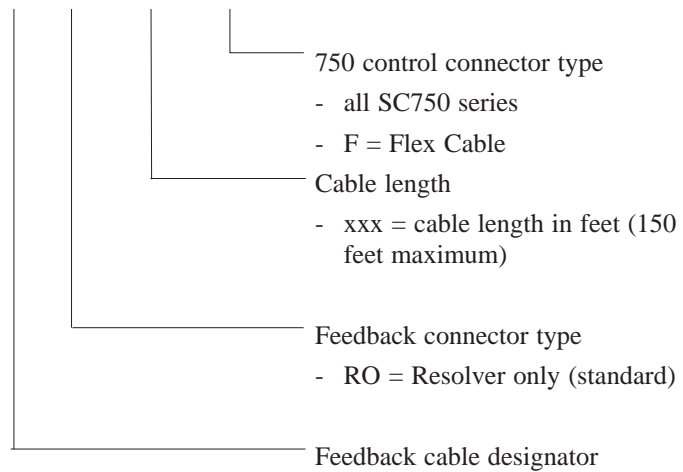 750 control connector type
- all SC750 series
- F = Flex Cable
Cable length
- xxx = cable length in feet (150
feet maximum)
Feedback connector type
- RO = Resolver only (standard)
Feedback cable designator